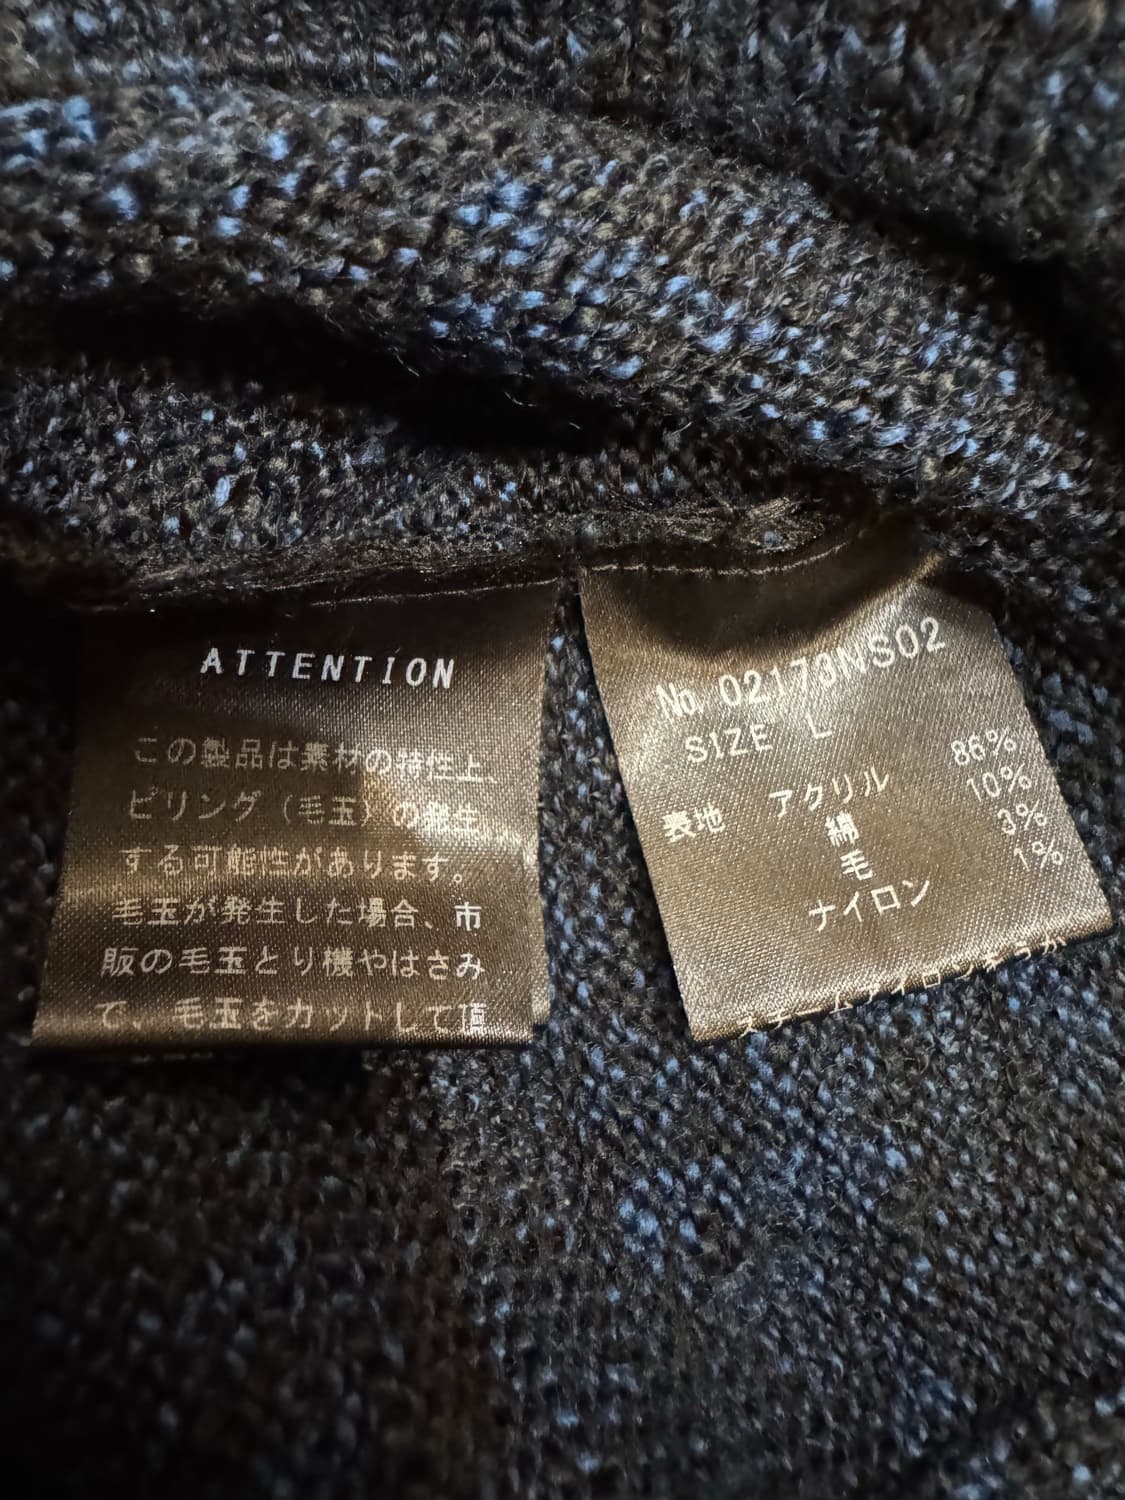 ATTENTION
この製品は素材の特性上、
ピリング（毛玉）の発生
する可能性があります。
毛玉が発生した場合、市
販の毛玉とり機やはさみ
で、毛玉をカットして頂
№ 02173NS02
SIZE L
表地 アクリル 86%
綿 10%
毛 3%
ナイロン 1%